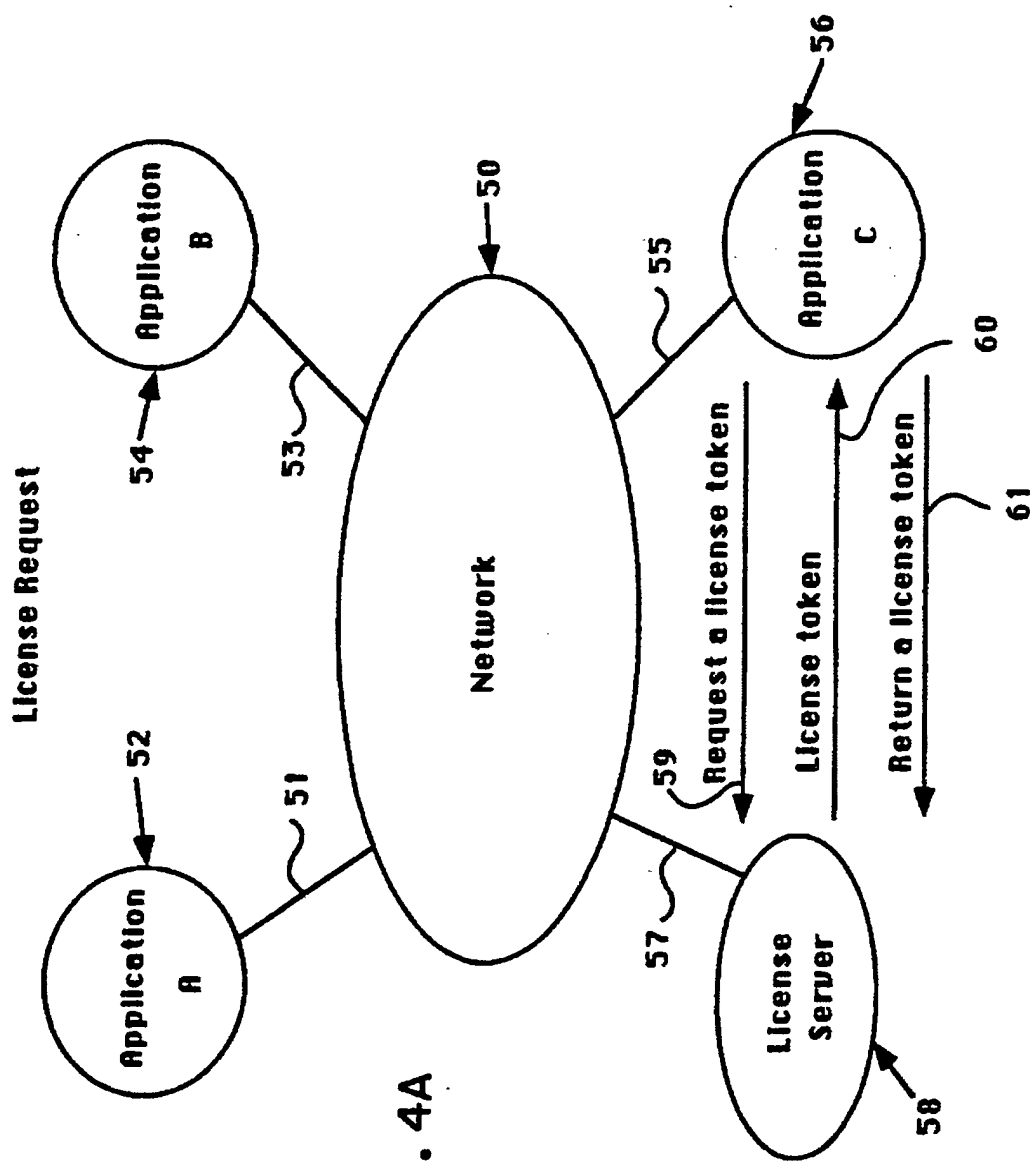 License Request
52
Application
A
51
54
Application
B
53
Network
50
55
56
Application
C
57
License
Server
58
59
Request a license token
License token
60
Return a license token
61
. 4A